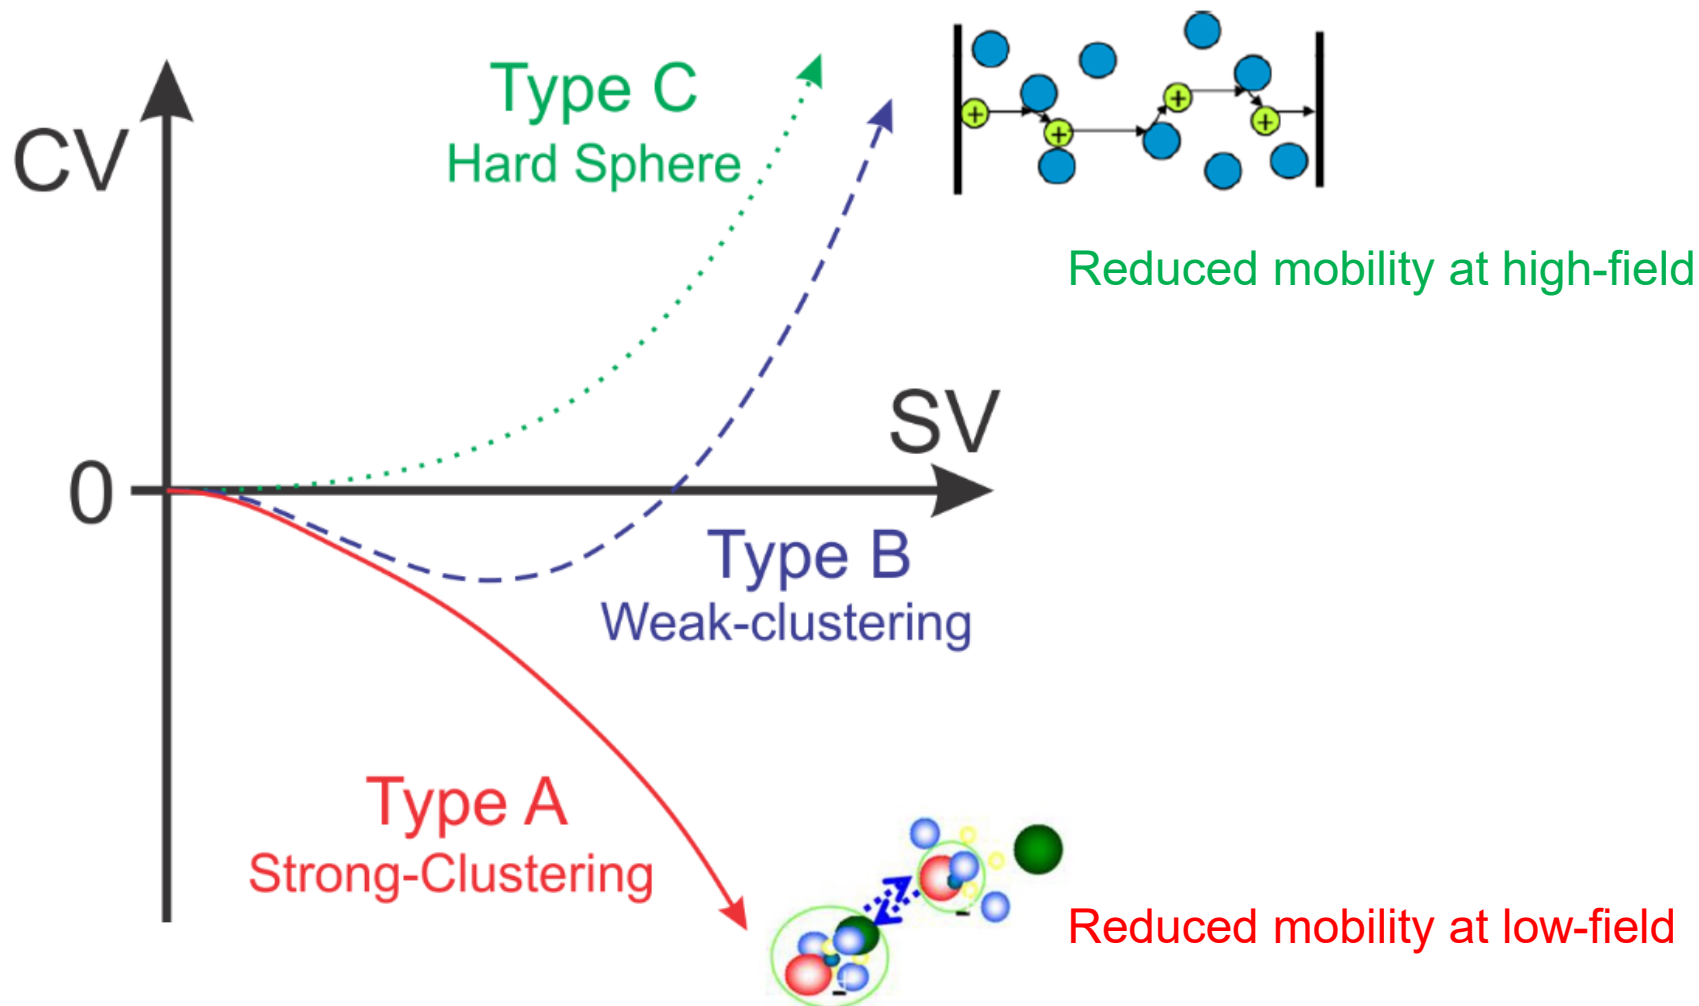 CV
Type C
Hard Sphere
+
+
+
+
Reduced mobility at high-field
SV
0
Type B
Weak-clustering
Type A
Strong-Clustering
-
Reduced mobility at low-field
-